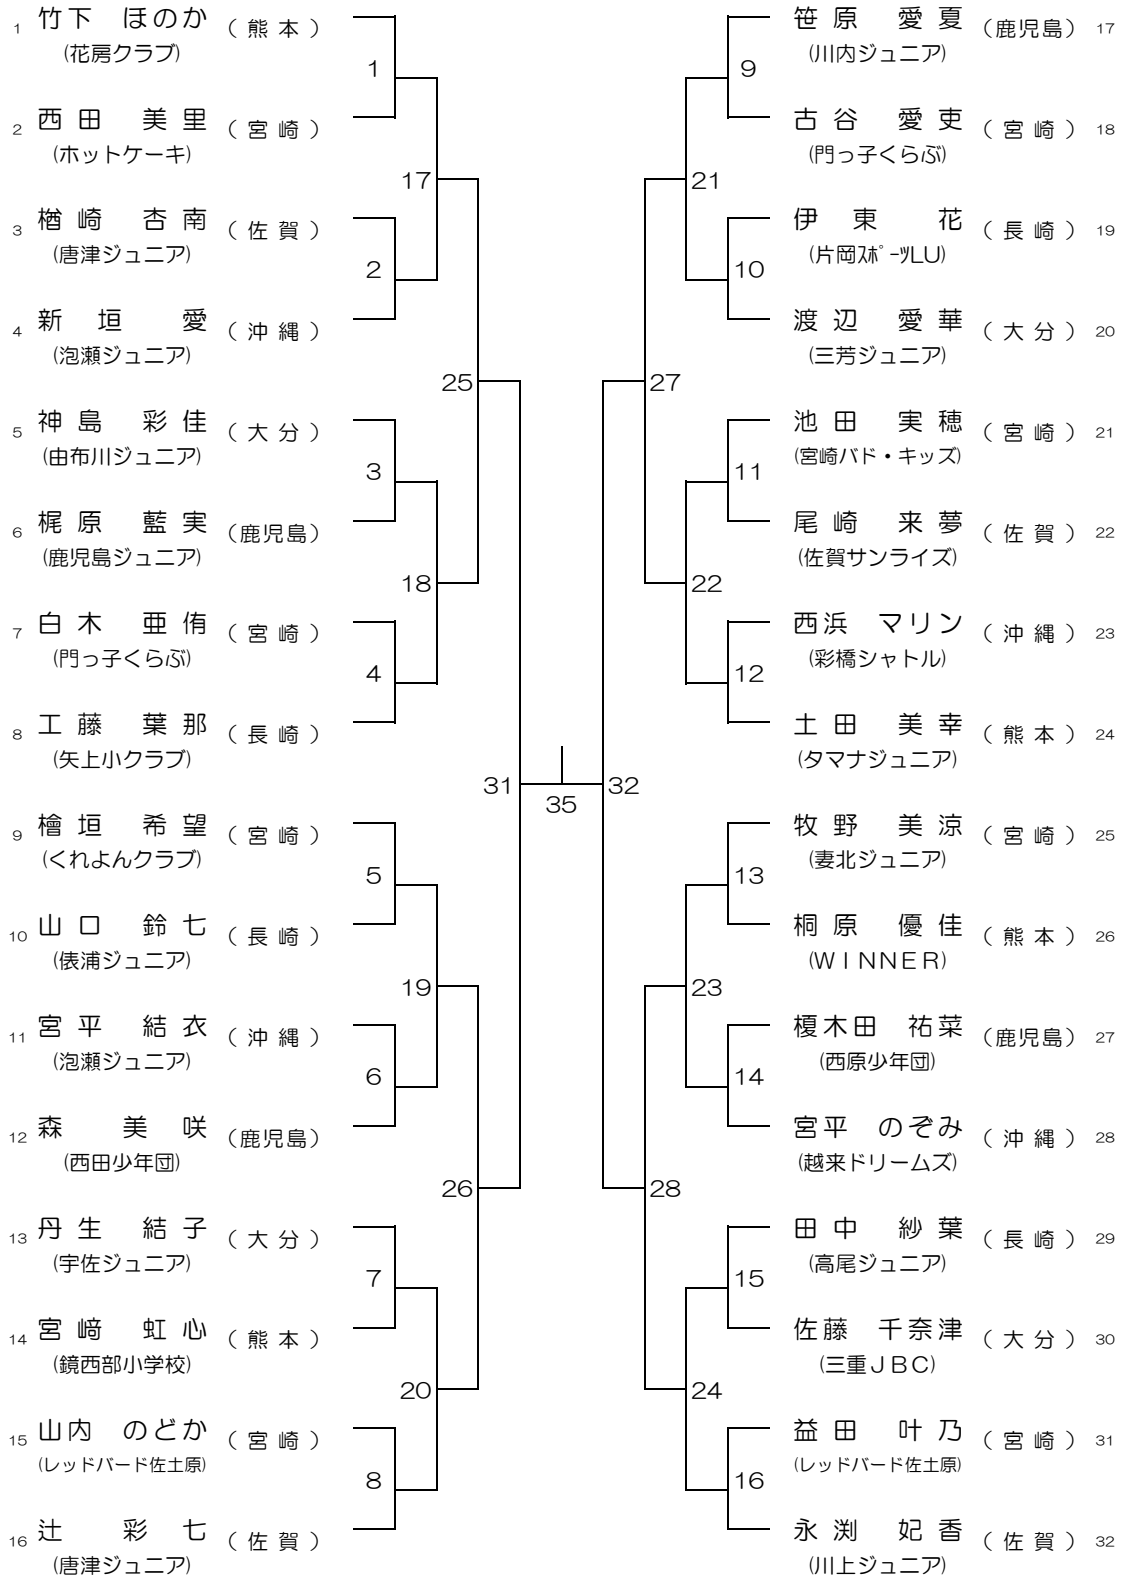 1 竹下 ほのか （熊本）
(花房クラブ)
2 西田 美里 （宮崎）
(ホットケーキ)
3 楢崎 杏南 （佐賀）
(唐津ジュニア)
4 新垣 愛 （沖縄）
(泡瀬ジュニア)
5 神島 彩佳 （大分）
(由布川ジュニア)
6 梶原 藍実 （鹿児島）
(鹿児島ジュニア)
7 白木 亜侑 （宮崎）
(門っ子くらぶ)
8 工藤 葉那 （長崎）
(矢上小クラブ)
9 檜垣 希望 （宮崎）
(くれよんクラブ)
10 山口 鈴七 （長崎）
(俵浦ジュニア)
11 宮平 結衣 （沖縄）
(泡瀬ジュニア)
12 森 美咲 （鹿児島）
(西田少年団)
13 丹生 結子 （大分）
(宇佐ジュニア)
14 宮﨑 虹心 （熊本）
(鏡西部小学校)
15 山内 のどか （宮崎）
(レッドバード佐土原)
16 辻 彩七 （佐賀）
(唐津ジュニア)
1
2
3
4
5
6
7
8
17
18
19
20
25
26
31
35
32
27
28
21
22
23
24
9
10
11
12
13
14
15
16
笹原 愛夏 （鹿児島） 17
(川内ジュニア)
古谷 愛吏 （宮崎） 18
(門っ子くらぶ)
伊東 花 （長崎） 19
(片岡ｽﾎﾟｰﾂLU)
渡辺 愛華 （大分） 20
(三芳ジュニア)
池田 実穂 （宮崎） 21
(宮崎バド・キッズ)
尾崎 来夢 （佐賀） 22
(佐賀サンライズ)
西浜 マリン （沖縄） 23
(彩橋シャトル)
土田 美幸 （熊本） 24
(タマナジュニア)
牧野 美涼 （宮崎） 25
(妻北ジュニア)
桐原 優佳 （熊本） 26
(ＷＩＮＮＥＲ)
榎木田 祐菜 （鹿児島） 27
(西原少年団)
宮平 のぞみ （沖縄） 28
(越来ドリームズ)
田中 紗葉 （長崎） 29
(高尾ジュニア)
佐藤 千奈津 （大分） 30
(三重ＪＢＣ)
益田 叶乃 （宮崎） 31
(レッドバード佐土原)
永渕 妃香 （佐賀） 32
(川上ジュニア)